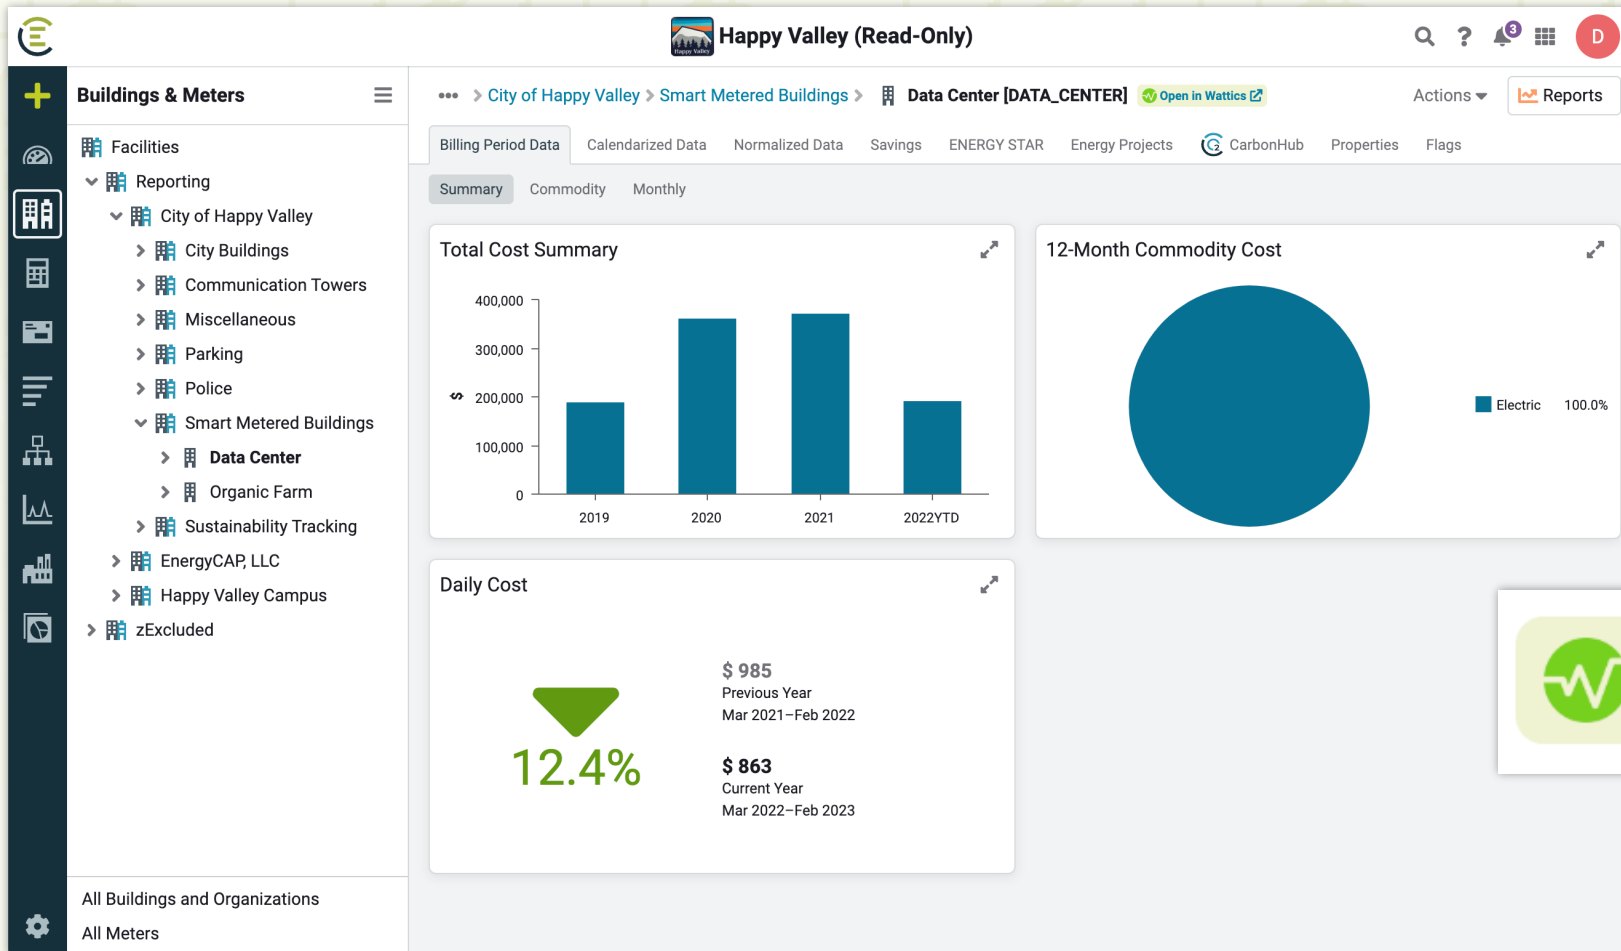 Happy Valley
Happy Valley (Read-Only)
3
D
Buildings & Meters
City of Happy Valley
Smart Metered Buildings
Data Center [DATA_CENTER]
Open in Wattics
Actions
Reports
Billing Period Data
Calendarized Data
Normalized Data
Savings
ENERGY STAR
Energy Projects
CarbonHub
Properties
Flags
Summary
Commodity
Monthly
Facilities
Reporting
City of Happy Valley
City Buildings
Communication Towers
Miscellaneous
Parking
Police
Smart Metered Buildings
Data Center
Organic Farm
Sustainability Tracking
EnergyCAP, LLC
Happy Valley Campus
zExcluded
All Buildings and Organizations
All Meters
Total Cost Summary
400,000
300,000
200,000
100,000
0
$
2019
2020
2021
2022YTD
12-Month Commodity Cost
Electric 100.0%
Daily Cost
12.4%
$ 985
Previous Year
Mar 2021–Feb 2022
$ 863
Current Year
Mar 2022–Feb 2023